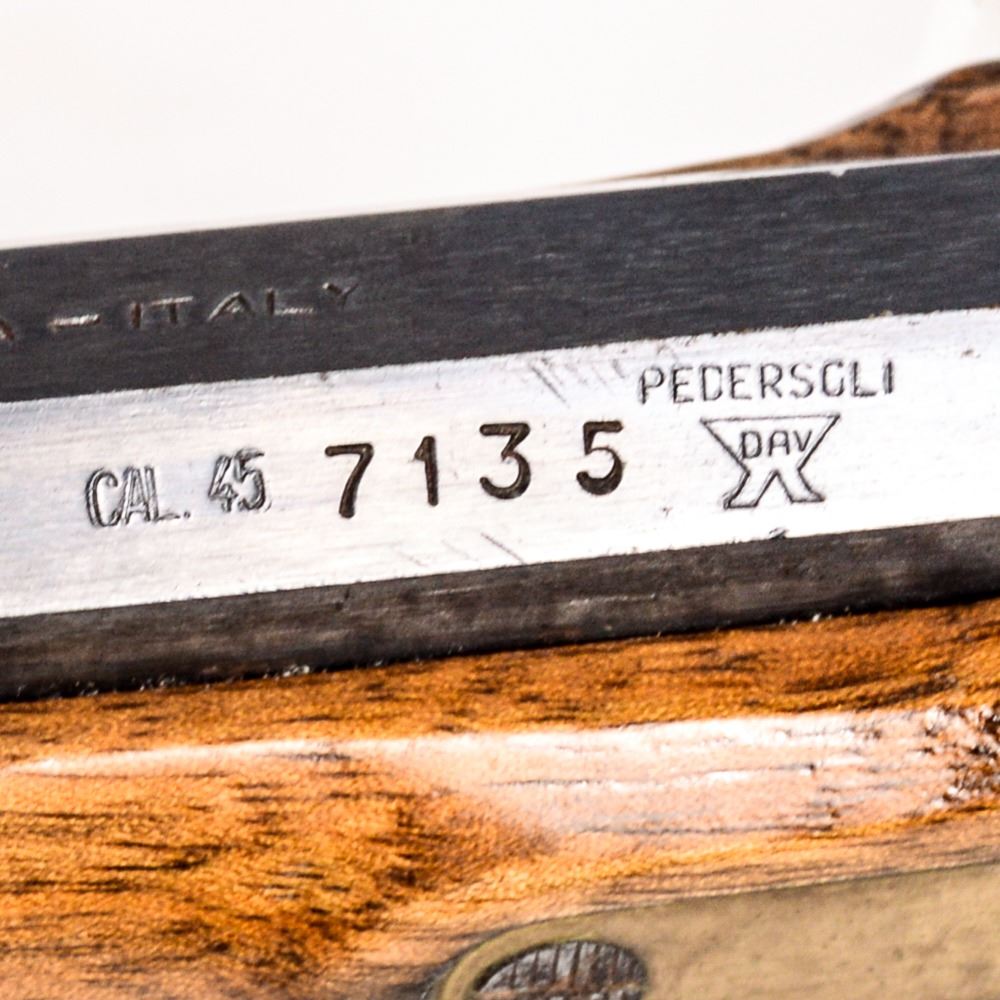 - ITALY
PEDERSOLI
CAL. 45 7135 DAV